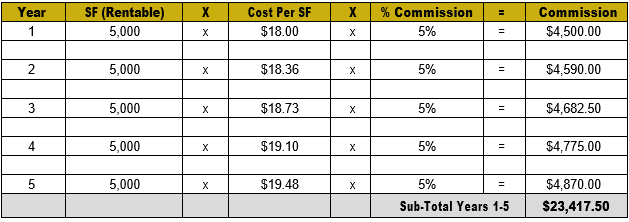 Year SF (Rentable) X Cost Per SF X % Commission = Commission
1 5,000 x $18.00 x 5% = $4,500.00
2 5,000 x $18.36 x 5% = $4,590.00
3 5,000 x $18.73 x 5% = $4,682.50
4 5,000 x $19.10 x 5% = $4,775.00
5 5,000 x $19.48 x 5% = $4,870.00
Sub-Total Years 1-5 $23,417.50